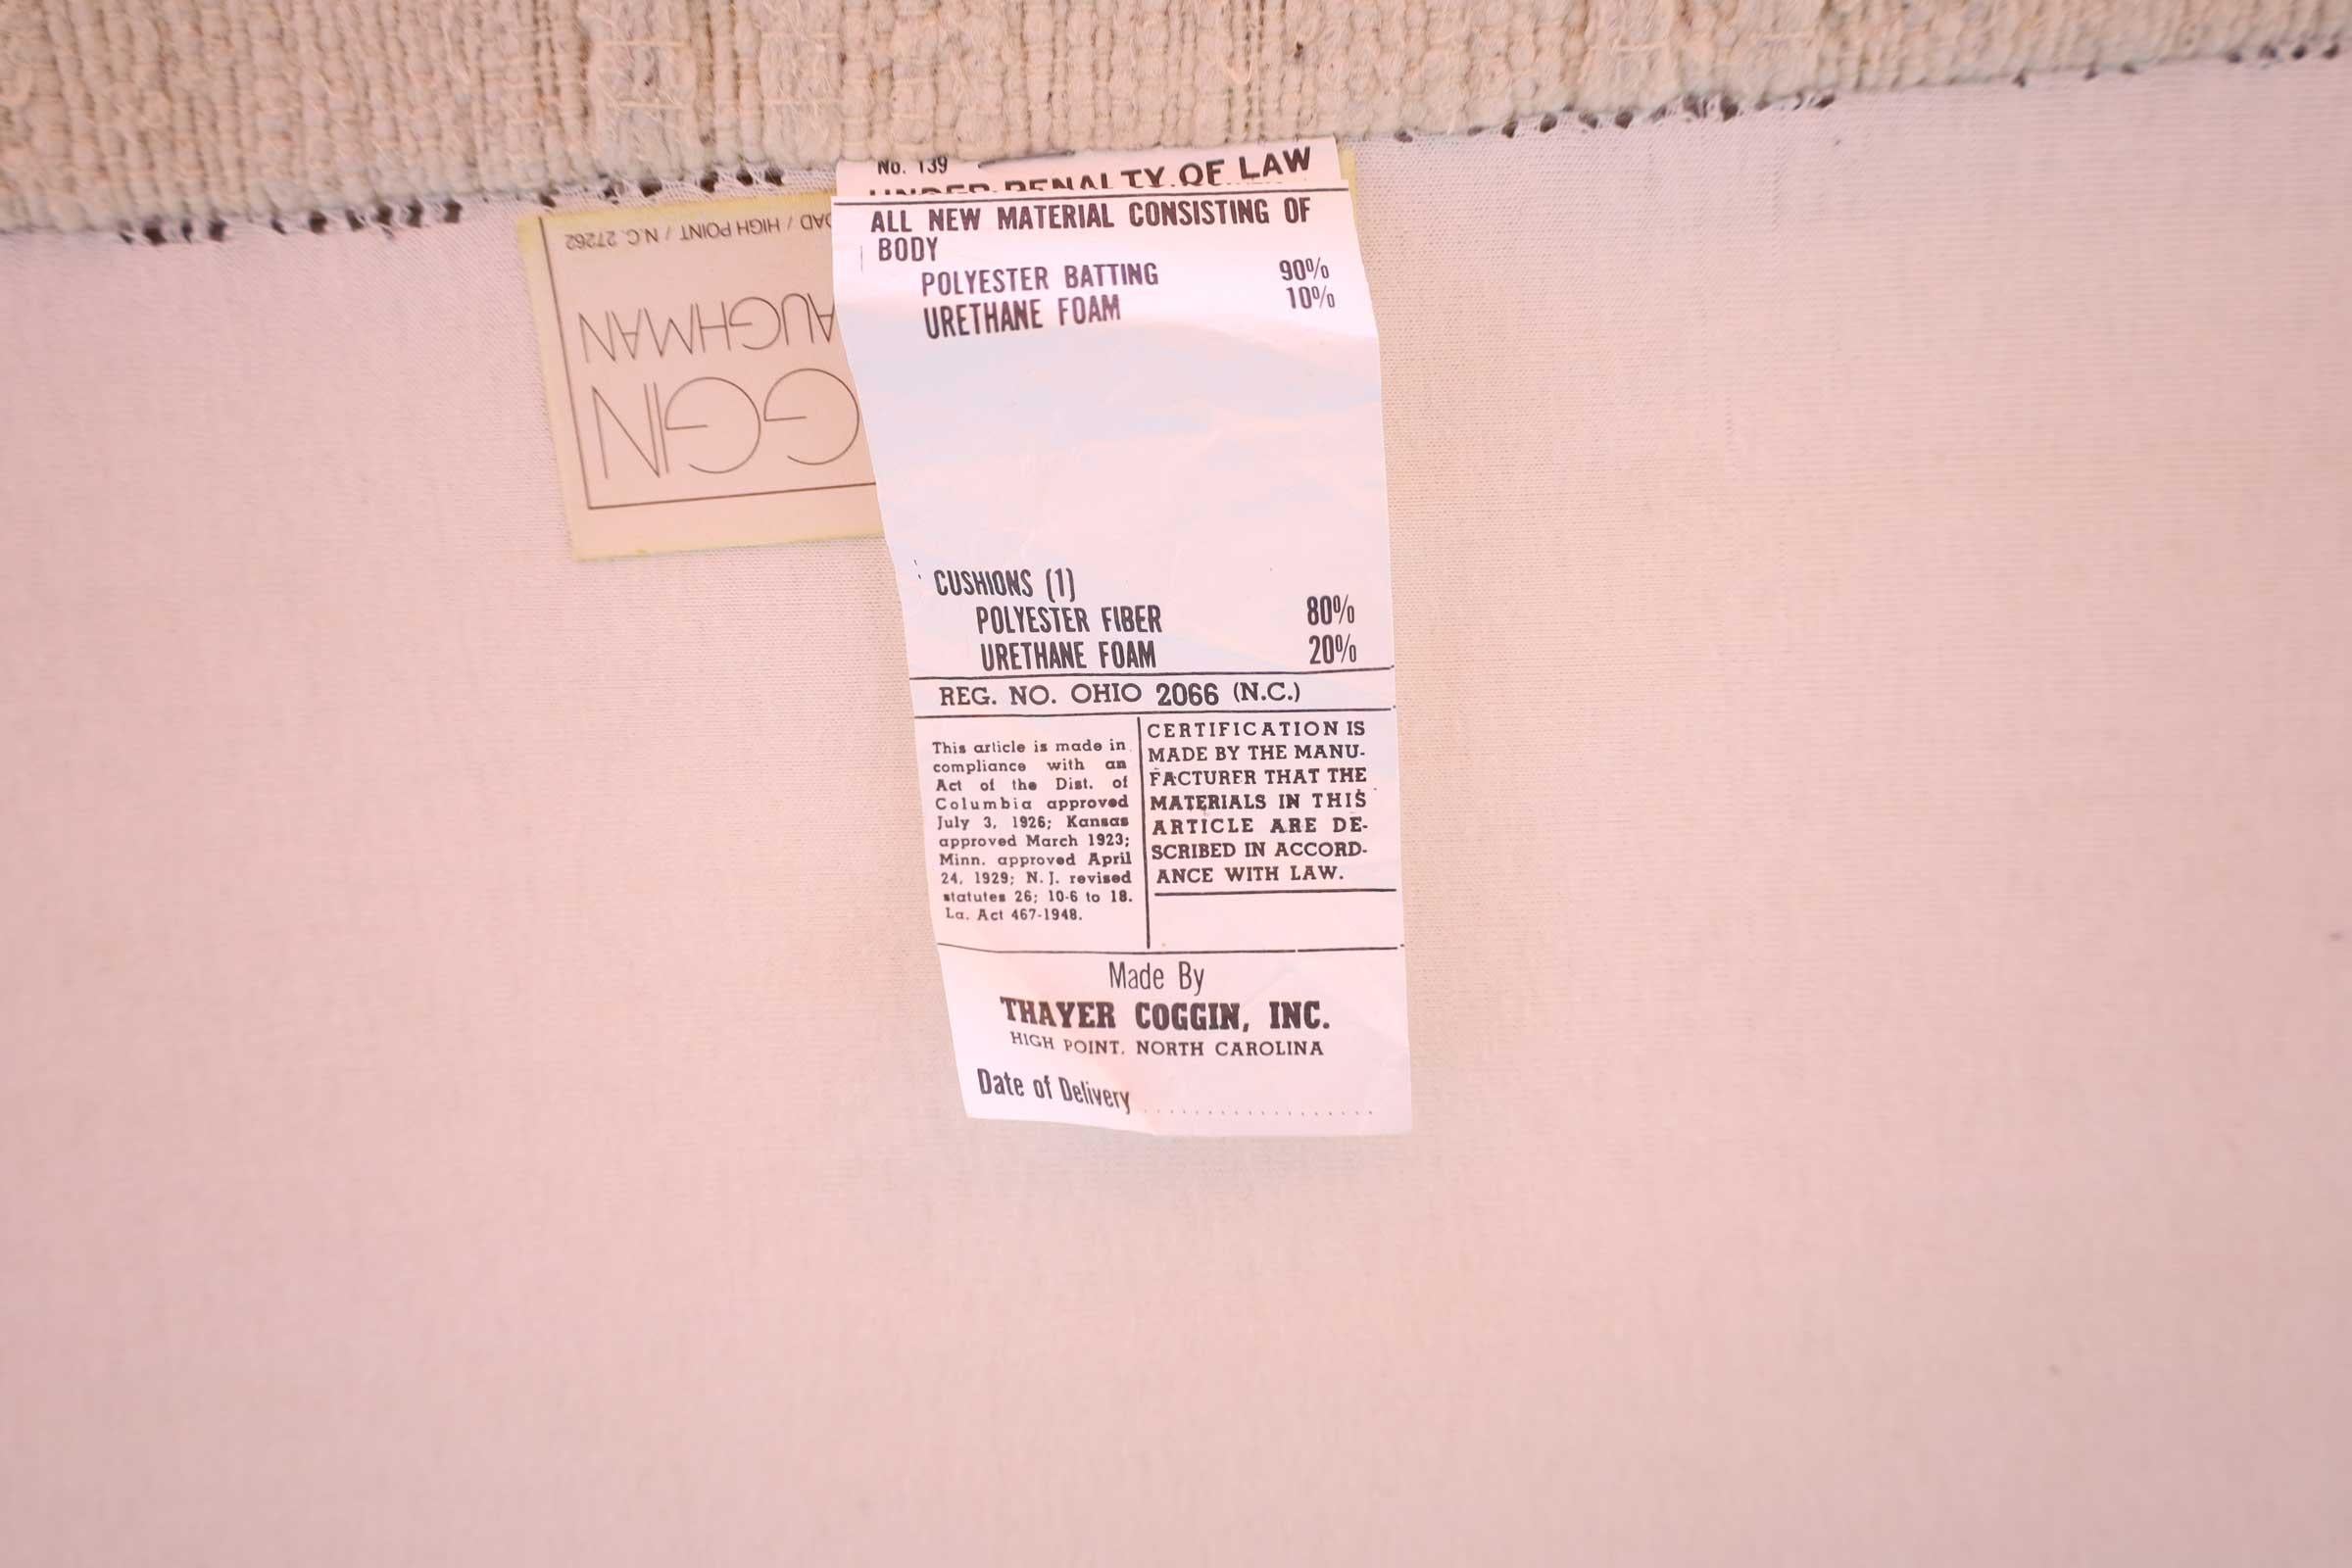 No. 139
UNDER PENALTY OF LAW
ALL NEW MATERIAL CONSISTING OF
BODY
POLYESTER BATTING 90%
URETHANE FOAM 10%
CUSHIONS (1)
POLYESTER FIBER 80%
URETHANE FOAM 20%
REG. NO. OHIO 2066 (N.C.)
This article is made in
compliance with an
Act of the Dist. of
Columbia approved
July 3, 1926; Kansas
approved March 1923;
Minn. approved April
24, 1929; N. J. revised
statutes 26; 10-6 to 18.
La. Act 467-1948.
CERTIFICATION IS
MADE BY THE MANU-
FACTURER THAT THE
MATERIALS IN THIS
ARTICLE ARE DE-
SCRIBED IN ACCORD-
ANCE WITH LAW.
Made By
THAYER COGGIN, INC.
HIGH POINT, NORTH CAROLINA
Date of Delivery
GGIN
AUGHMAN
OAD / HIGH POINT / N.C. 27262